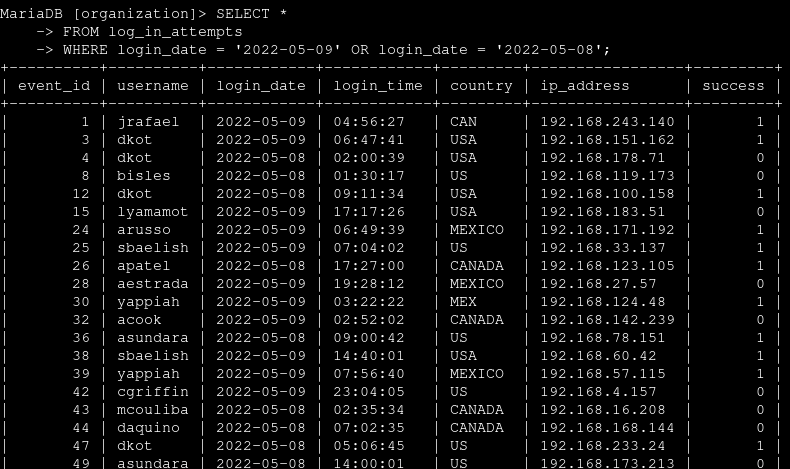 MariaDB [organization]> SELECT *
    -> FROM log_in_attempts
    -> WHERE login_date = '2022-05-09' OR login_date = '2022-05-08';
+----------+----------+------------+------------+---------+-----------------+---------+
| event_id | username | login_date | login_time | country | ip_address      | success |
+----------+----------+------------+------------+---------+-----------------+---------+
|        1 | jrafael  | 2022-05-09 | 04:56:27   | CAN     | 192.168.243.140 |       1 |
|        3 | dkot     | 2022-05-09 | 06:47:41   | USA     | 192.168.151.162 |       1 |
|        4 | dkot     | 2022-05-08 | 02:00:39   | USA     | 192.168.178.71  |       0 |
|        8 | bisles   | 2022-05-08 | 01:30:17   | US      | 192.168.119.173 |       0 |
|       12 | dkot     | 2022-05-08 | 09:11:34   | USA     | 192.168.100.158 |       1 |
|       15 | lyamamot | 2022-05-09 | 17:17:26   | USA     | 192.168.183.51  |       0 |
|       24 | arusso   | 2022-05-09 | 06:49:39   | MEXICO  | 192.168.171.192 |       1 |
|       25 | sbaelish | 2022-05-09 | 07:04:02   | US      | 192.168.33.137  |       1 |
|       26 | apatel   | 2022-05-08 | 17:27:00   | CANADA  | 192.168.123.105 |       1 |
|       28 | aestrada | 2022-05-09 | 19:28:12   | MEXICO  | 192.168.27.57   |       0 |
|       30 | yappiah  | 2022-05-09 | 03:22:22   | MEX     | 192.168.124.48  |       1 |
|       32 | acook    | 2022-05-09 | 02:52:02   | CANADA  | 192.168.142.239 |       0 |
|       36 | asundara | 2022-05-08 | 09:00:42   | US      | 192.168.78.151  |       1 |
|       38 | sbaelish | 2022-05-09 | 14:40:01   | USA     | 192.168.60.42   |       1 |
|       39 | yappiah  | 2022-05-09 | 07:56:40   | MEXICO  | 192.168.57.115  |       1 |
|       42 | cgriffin | 2022-05-09 | 23:04:05   | US      | 192.168.4.157   |       0 |
|       43 | mcouliba | 2022-05-08 | 02:35:34   | CANADA  | 192.168.16.208  |       0 |
|       44 | daquino  | 2022-05-08 | 07:02:35   | CANADA  | 192.168.168.144 |       0 |
|       47 | dkot     | 2022-05-08 | 05:06:45   | US      | 192.168.233.24  |       1 |
|       49 | asundara | 2022-05-08 | 14:00:01   | US      | 192.168.173.213 |       0 |